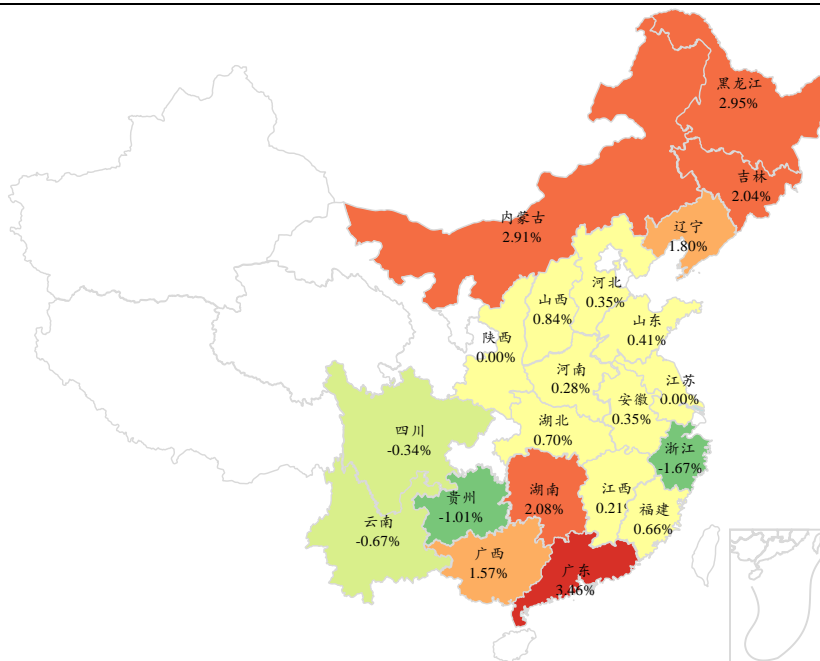 黑龙江
2.95%
吉林
2.04%
内蒙古
2.91%
辽宁
1.80%
河北
0.35%
山西
0.84%
山东
0.41%
陕西
0.00%
河南
0.28%
江苏
0.00%
安徽
0.35%
湖北
0.70%
四川
-0.34%
浙江
-1.67%
贵州
-1.01%
湖南
2.08%
江西
0.21%
福建
0.66%
云南
-0.67%
广西
1.57%
广东
3.46%